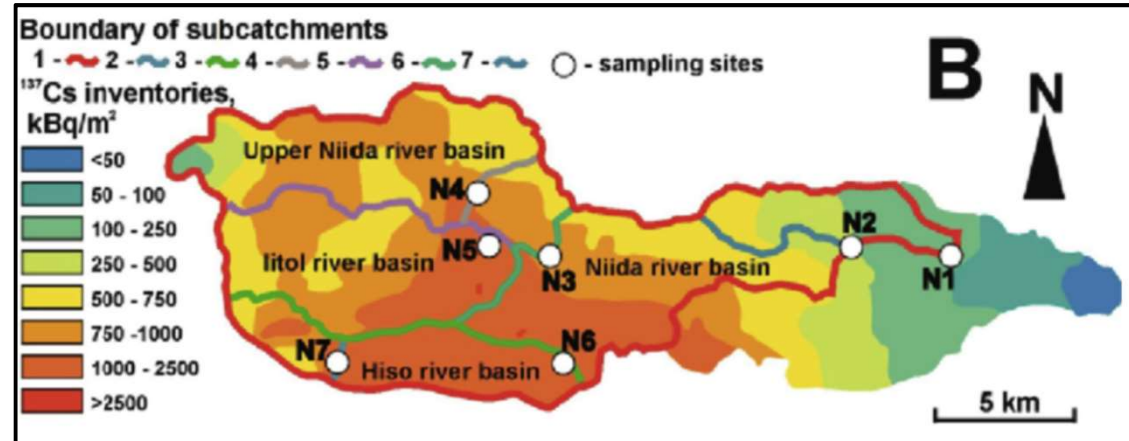 Boundary of subcatchments
1 - 2 - 3 - 4 - 5 - 6 - 7 - - sampling sites
B
N
¹³⁷Cs inventories,
kBq/m²
<50
50 - 100
100 - 250
250 - 500
500 - 750
750 -1000
1000 - 2500
>2500
Upper Niida river basin
N4
N2
N5
N1
Iitol river basin
N3
Niida river basin
N7
N6
Hiso river basin
5 km